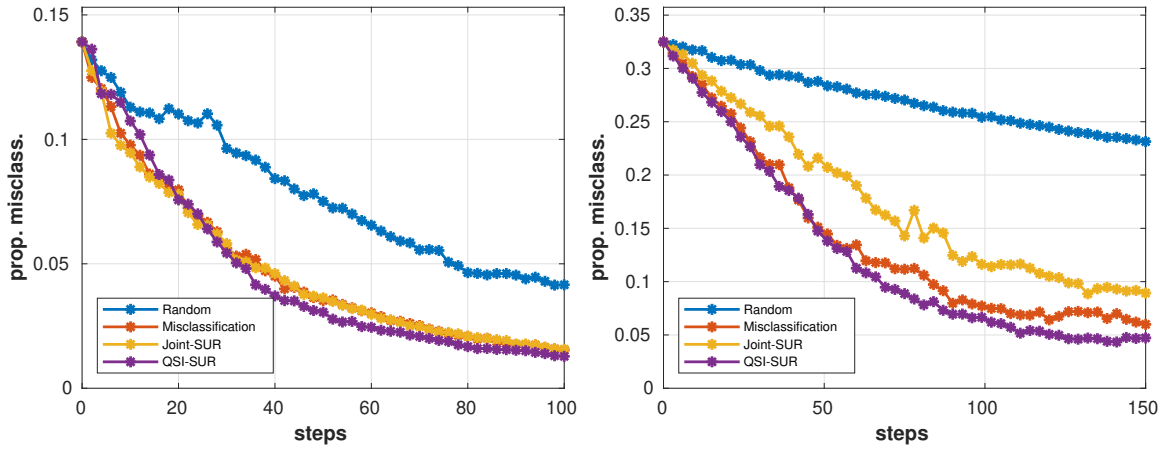 0.15
0.1
0.05
0
prop. misclass.
Random
Misclassification
Joint-SUR
QSI-SUR
0 20 40 60 80 100
steps
0.35
0.3
0.25
0.2
0.15
0.1
0.05
0
prop. misclass.
Random
Misclassification
Joint-SUR
QSI-SUR
0 50 100 150
steps